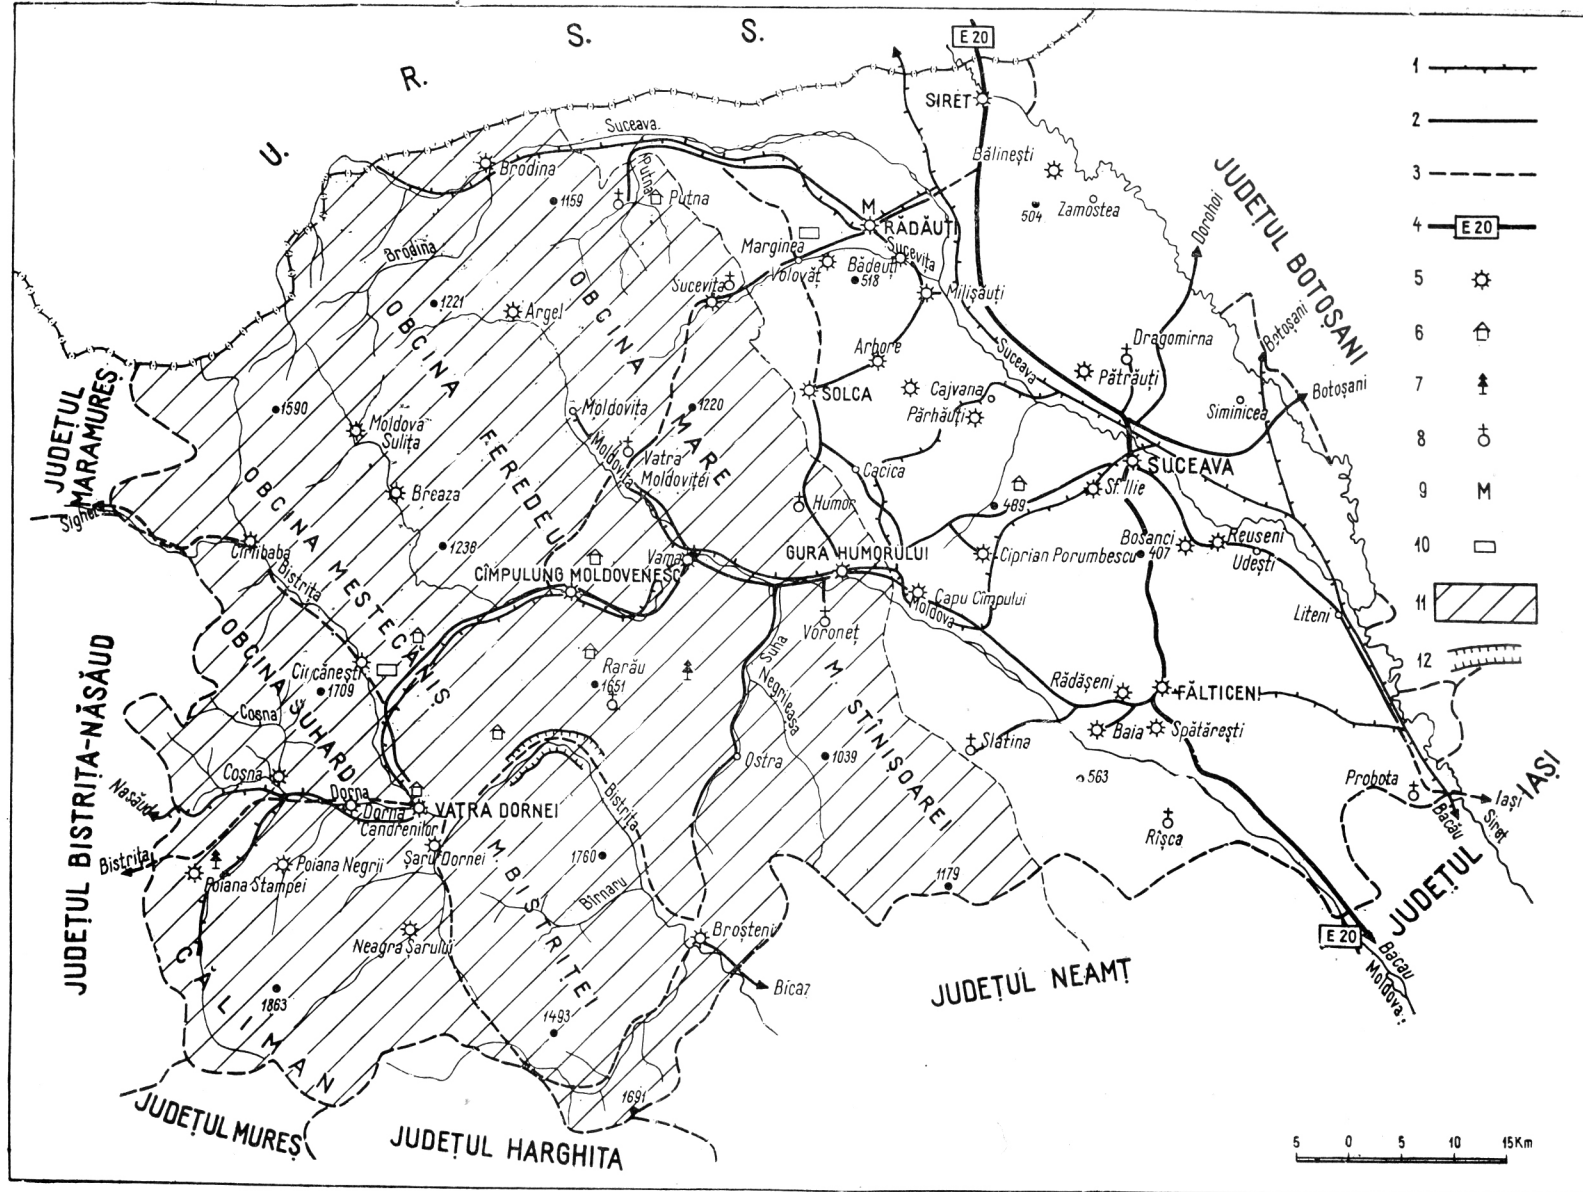 U. R. S. S.
E 20
SIRET
Suceava
Brodina
1159
Putna
Putna
Bălinești
504
Zamostea
M
RĂDĂUȚI
Sucevița
Marginea
Volovăț
Bădeuți
518
Milișăuți
Sucevița
Brodina
1221
Argel
OBCINA FEREDEULUI
OBCINA MARE
Arbore
SOLCA
Cajvana
Părhăuți
Suceava
Dragomirna
Pătrăuți
Dorohoi
JUDEȚUL BOTOȘANI
Botoșani
Botoșani
Siminicea
1590
Moldova
Sulița
Moldovița
Moldovița
1220
Vatra
Moldoviței
Cacica
Humor
SUCEAVA
Sf. Ilie
489
JUDEȚUL
MARAMUREȘ
Sighet
OBCINA MESTECĂNIȘ
Breaza
1238
Cîrlibaba
Bistrița
Vama
CÎMPULUNG MOLDOVENESC
GURA HUMORULUI
Ciprian Porumbescu
Bosanci
407
Reuseni
Udești
Capu Cîmpului
Moldova
Voroneț
Liteni
OBCINA SUHARD
Cîrcănești
1709
Rarău
1651
Suha
Negrileasa
M. STÎNIȘOAREI
Rădășeni
FĂLTICENI
Baia
Spătărești
Slatina
563
Ostra
1039
Coșna
Coșna
Dorna
Dorna
Candrenilor
VATRA DORNEI
Năsăud
Bistrița
JUDEȚUL BISTRIȚA-NĂSĂUD
Poiana Stampei
Poiana Negrii
Șaru Dornei
M. BISTRIȚEI
Bistrița
1760
Bîrnaru
Rîșca
1179
Probota
Iași
Siret
Bacău
JUDEȚUL IAȘI
Neagra Șarului
Broșteni
Bicaz
CĂLIMAN
1863
1493
1691
E 20
Bacău
Moldova
JUDEȚUL NEAMȚ
JUDEȚUL MUREȘ
JUDEȚUL HARGHITA
1
2
3
4 E 20
5
6
7
8
9 M
10
11
12
5 0 5 10 15Km